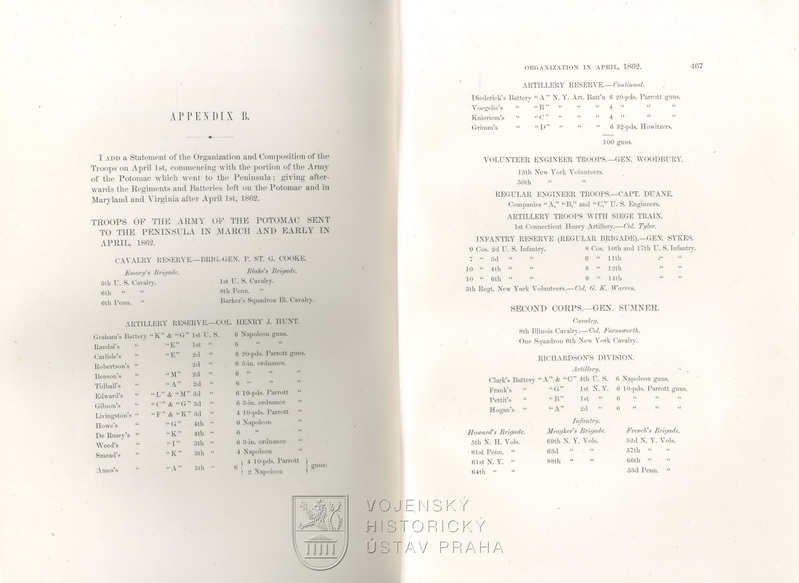 APPENDIX B.
I ADD a Statement of the Organization and Composition of the
Troops on April 1st, commencing with the portion of the Army
of the Potomac which went to the Peninsula; giving after-
wards the Regiments and Batteries left on the Potomac and in
Maryland and Virginia after April 1st, 1862.
TROOPS OF THE ARMY OF THE POTOMAC SENT
TO THE PENINSULA IN MARCH AND EARLY IN
APRIL, 1862.
CAVALRY RESERVE.—BRIG.-GEN. P. ST. G. COOKE.
Emory's Brigade. Blake's Brigade.
5th U. S. Cavalry. 1st U. S. Cavalry.
6th " " 8th Penn. "
6th Penn. " Barker's Squadron Ill. Cavalry.
ARTILLERY RESERVE.—COL. HENRY J. HUNT.
Graham's Battery "K" & "G" 1st U. S. 6 Napoleon guns.
Randal's " "E" 1st " 6 " "
Carlisle's " "E" 2d " 6 20-pds. Parrott guns.
Robertson's " 2d " 6 3-in. ordnance.
Benson's " "M" 2d " 6 " " "
Tidball's " "A" 2d " 6 " " "
Edward's " "L" & "M" 3d " 6 10-pds. Parrott "
Gibson's " "C" & "G" 3d " 6 3-in. ordnance "
Livingston's " "F" & "K" 3d " 4 10-pds. Parrott "
Howe's " "G" 4th " 6 Napoleon "
De Russy's " "K" 4th " 6 " "
Weed's " "I" 5th " 6 3-in. ordnance "
Smead's " "K" 5th " 4 Napoleon "
Ames's " "A" 5th " 6 { 4 10-pds. Parrott } guns.
2 Napoleon
ORGANIZATION IN APRIL, 1862. 467
ARTILLERY RESERVE.—Continued.
Diederick's Battery "A" N. Y. Art. Batt'n 6 20-pds. Parrott guns.
Voegelie's " "B" " " " 4 " " "
Knieriem's " "C" " " " 4 " " "
Grimm's " "D" " " " 6 32-pds. Howitzers.
100 guns.
VOLUNTEER ENGINEER TROOPS.—GEN. WOODBURY.
15th New York Volunteers.
50th " "
REGULAR ENGINEER TROOPS.—CAPT. DUANE.
Companies "A," "B," and "C," U. S. Engineers.
ARTILLERY TROOPS WITH SIEGE TRAIN.
1st Connecticut Heavy Artillery.—Col. Tyler.
INFANTRY RESERVE (REGULAR BRIGADE).—GEN. SYKES.
9 Cos. 2d U. S. Infantry. 8 Cos. 10th and 17th U. S. Infantry.
7 " 3d " " 6 " 11th " "
10 " 4th " " 8 " 12th " "
10 " 6th " " 9 " 14th " "
5th Regt. New York Volunteers.—Col. G. K. Warren.
SECOND CORPS.—GEN. SUMNER.
Cavalry.
8th Illinois Cavalry.—Col. Farnsworth.
One Squadron 6th New York Cavalry.
RICHARDSON'S DIVISION.
Artillery.
Clark's Battery "A" & "C" 4th U. S. 6 Napoleon guns.
Frank's " "G" 1st N. Y. 6 10-pds. Parrott guns.
Pettit's " "B" 1st " 6 " " "
Hogan's " "A" 2d " 6 " " "
Infantry.
Howard's Brigade. Meagher's Brigade. French's Brigade.
5th N. H. Vols. 69th N. Y. Vols. 52d N. Y. Vols.
81st Penn. " 63d " " 57th " "
61st N. Y. " 88th " " 66th " "
64th " " 53d Penn. "
VOJENSKÝ
HISTORICKÝ
ÚSTAV PRAHA